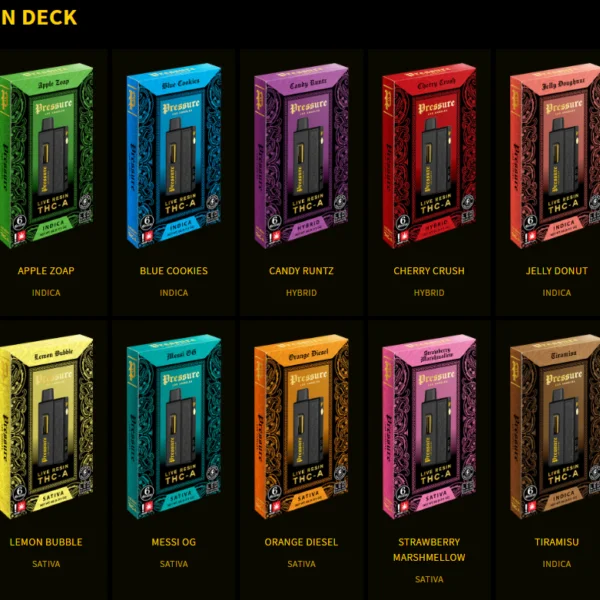 N DECK
Apple Zoap
Pressure
LIVE RESIN
THC-A
INDICA
Blue Cookies
Pressure
LIVE RESIN
THC-A
INDICA
Candy Runtz
Pressure
LIVE RESIN
THC-A
HYBRID
Cherry Crush
Pressure
LIVE RESIN
THC-A
HYBRID
Jelly Doughnut
Pressure
LIVE RESIN
THC-A
INDICA
APPLE ZOAP
INDICA
BLUE COOKIES
INDICA
CANDY RUNTZ
HYBRID
CHERRY CRUSH
HYBRID
JELLY DONUT
INDICA
Lemon Bubble
Pressure
LIVE RESIN
THC-A
SATIVA
Messi OG
Pressure
LIVE RESIN
THC-A
SATIVA
Orange Diesel
Pressure
LIVE RESIN
THC-A
SATIVA
Strawberry
Marshmellow
Pressure
LIVE RESIN
THC-A
SATIVA
Tiramisu
Pressure
LIVE RESIN
THC-A
INDICA
LEMON BUBBLE
SATIVA
MESSI OG
SATIVA
ORANGE DIESEL
SATIVA
STRAWBERRY
MARSHMELLOW
SATIVA
TIRAMISU
INDICA